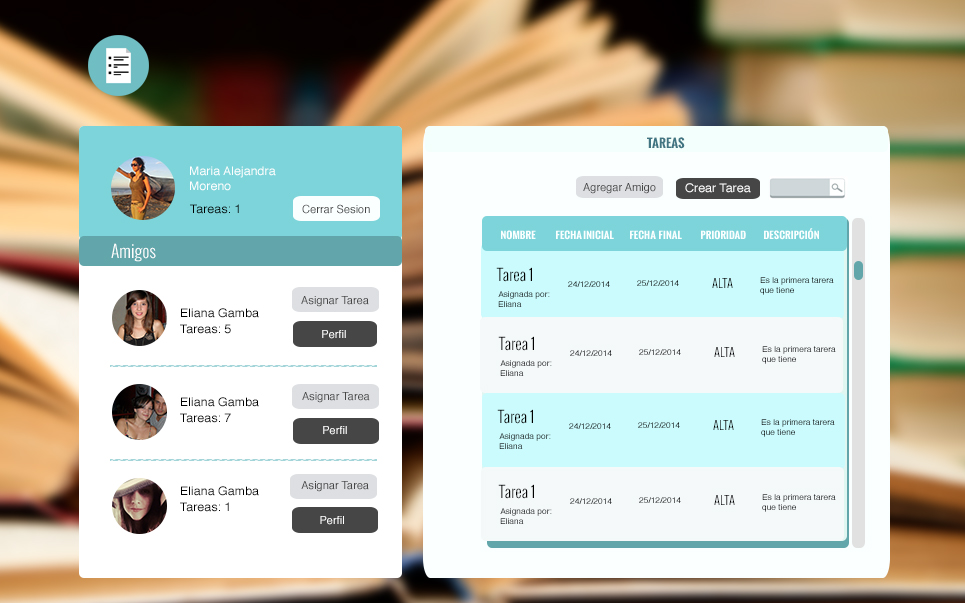 Maria Alejandra
Moreno
Tareas: 1
Cerrar Sesion
Amigos
Eliana Gamba
Tareas: 5
Asignar Tarea
Perfil
Eliana Gamba
Tareas: 7
Asignar Tarea
Perfil
Eliana Gamba
Tareas: 1
Asignar Tarea
Perfil
TAREAS
Agregar Amigo
Crear Tarea
NOMBRE FECHA INICIAL FECHA FINAL PRIORIDAD DESCRIPCIÓN
Tarea 1
Asignada por:
Eliana
24/12/2014
25/12/2014
ALTA
Es la primera tarera
que tiene
Tarea 1
Asignada por:
Eliana
24/12/2014
25/12/2014
ALTA
Es la primera tarera
que tiene
Tarea 1
Asignada por:
Eliana
24/12/2014
25/12/2014
ALTA
Es la primera tarera
que tiene
Tarea 1
Asignada por:
Eliana
24/12/2014
25/12/2014
ALTA
Es la primera tarera
que tiene